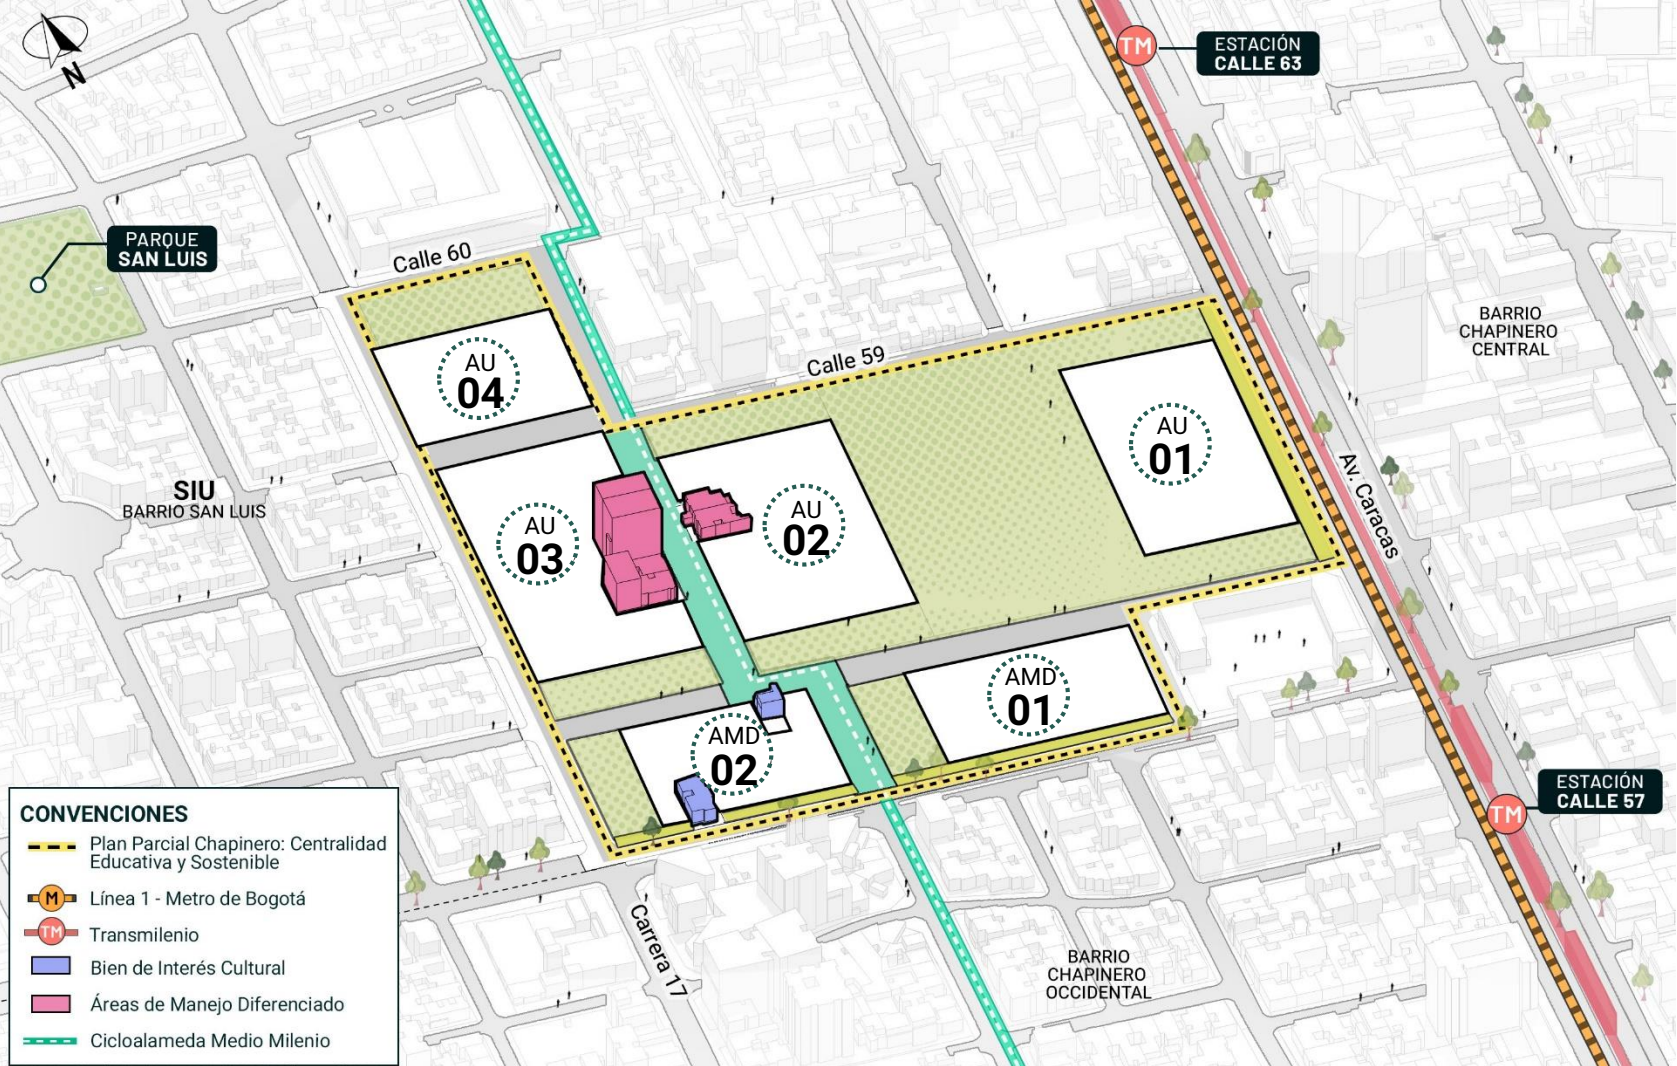 N
TM
ESTACIÓN
CALLE 63
PARQUE
SAN LUIS
Calle 60
BARRIO
CHAPINERO
CENTRAL
Calle 59
AU
04
AU
01
Av. Caracas
SIU
BARRIO SAN LUIS
AU
03
AU
02
AMD
01
AMD
02
ESTACIÓN
CALLE 57
TM
Carrera 17
BARRIO
CHAPINERO
OCCIDENTAL
CONVENCIONES
Plan Parcial Chapinero: Centralidad
Educativa y Sostenible
M
Línea 1 - Metro de Bogotá
TM
Transmilenio
Bien de Interés Cultural
Áreas de Manejo Diferenciado
Cicloalameda Medio Milenio